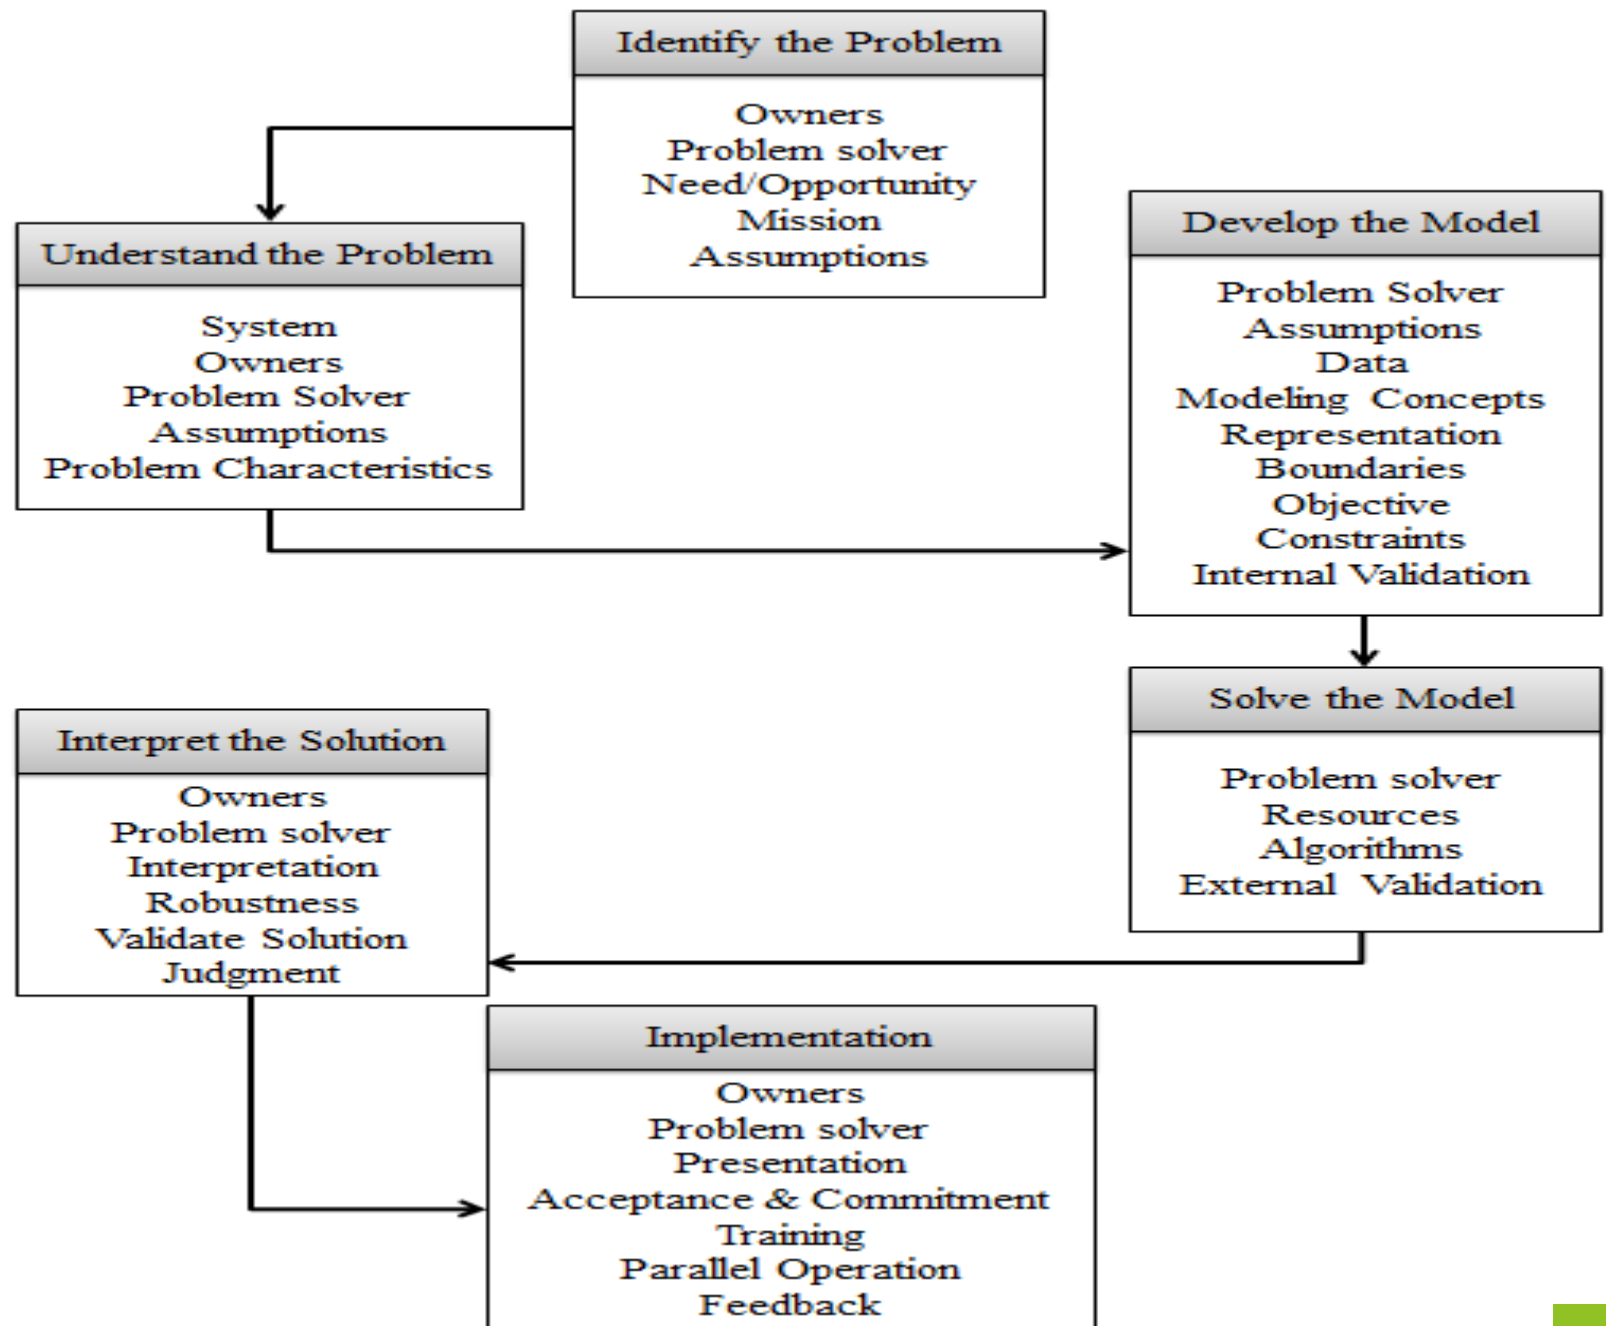 Identify the Problem
Owners
Problem solver
Need/Opportunity
Mission
Assumptions
Understand the Problem
System
Owners
Problem Solver
Assumptions
Problem Characteristics
Develop the Model
Problem Solver
Assumptions
Data
Modeling Concepts
Representation
Boundaries
Objective
Constraints
Internal Validation
Solve the Model
Problem solver
Resources
Algorithms
External Validation
Interpret the Solution
Owners
Problem solver
Interpretation
Robustness
Validate Solution
Judgment
Implementation
Owners
Problem solver
Presentation
Acceptance & Commitment
Training
Parallel Operation
Feedback